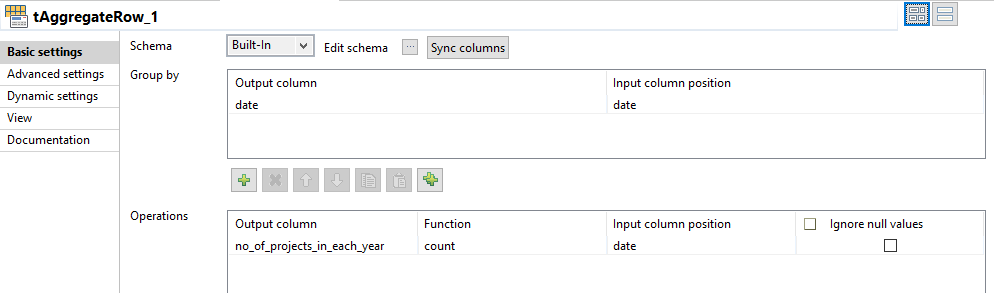 tAggregateRow_1
Basic settings
Advanced settings
Dynamic settings
View
Documentation
Schema Built-In Edit schema ... Sync columns
Group by
Output column Input column position
date date
Operations
Output column Function Input column position Ignore null values
no_of_projects_in_each_year count date